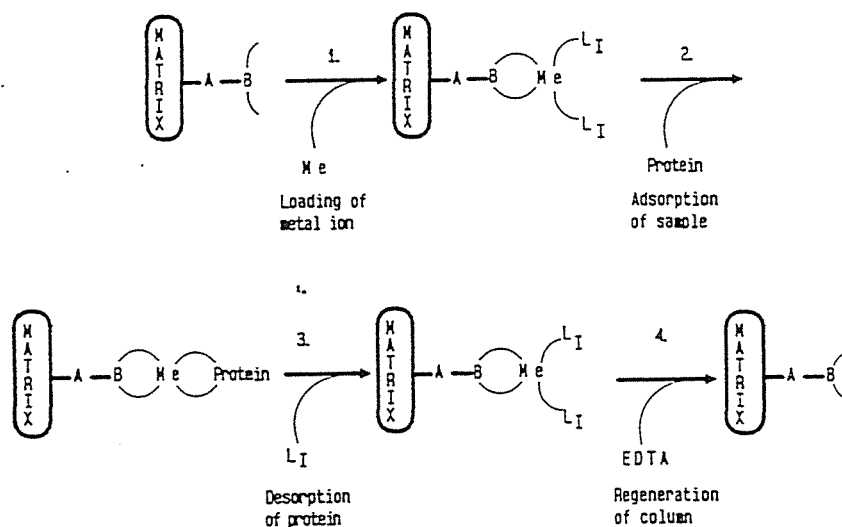 MATRIX
A
B
1.
Me
Loading of
metal ion
MATRIX
A
B
Me
LI
LI
2.
Protein
Adsorption
of sample
MATRIX
A
B
Me
Protein
3.
LI
Desorption
of protein
MATRIX
A
B
Me
LI
LI
4.
EDTA
Regeneration
of column
MATRIX
A
B